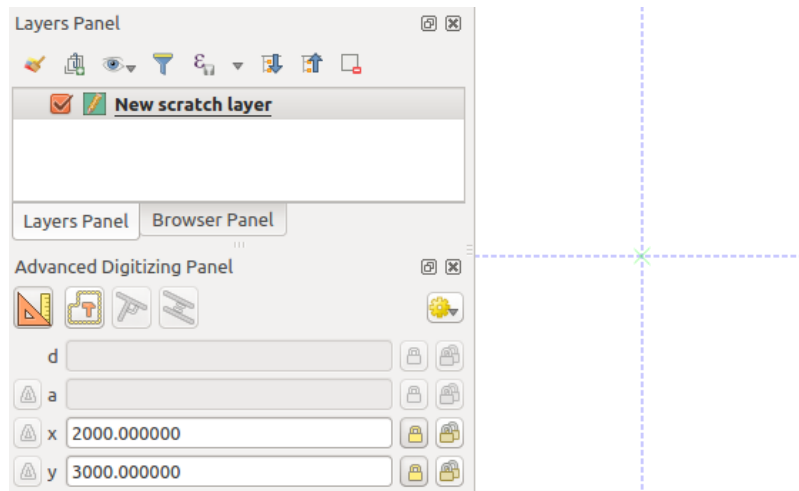 Layers Panel
New scratch layer
Layers Panel
Browser Panel
Advanced Digitizing Panel
d
a
x 2000.000000
y 3000.000000